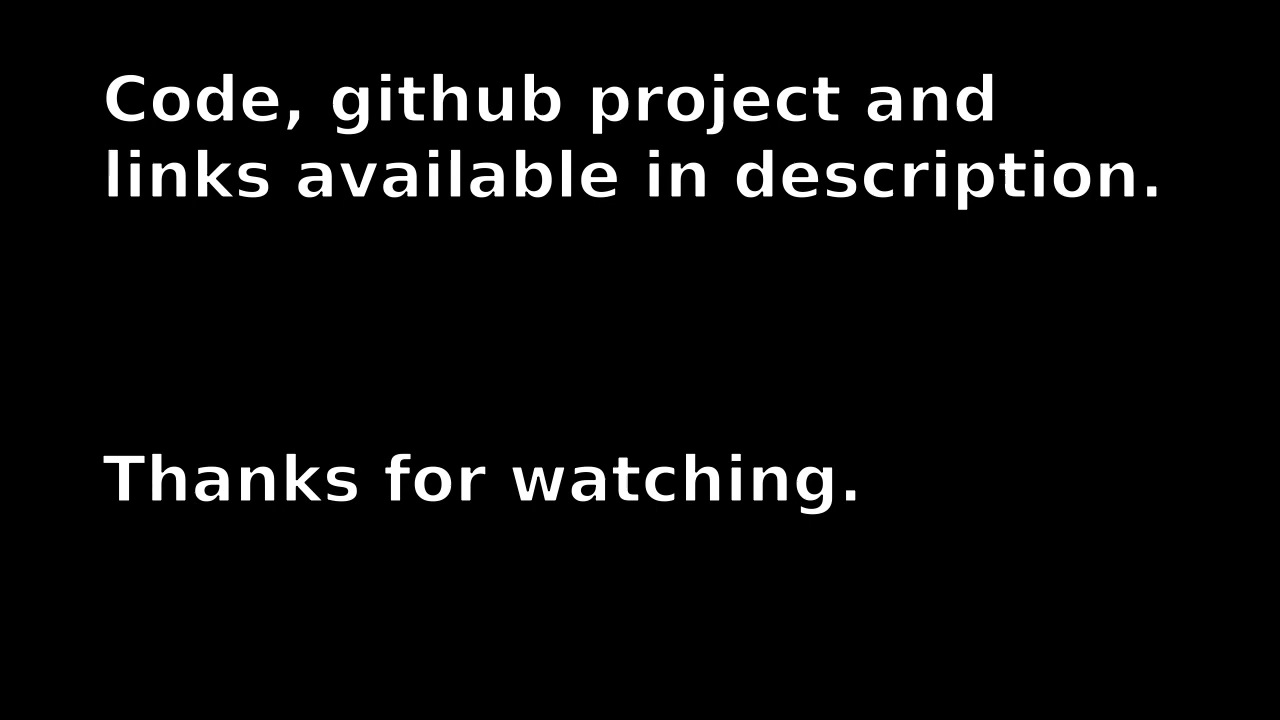 Code, github project and
links available in description.
Thanks for watching.